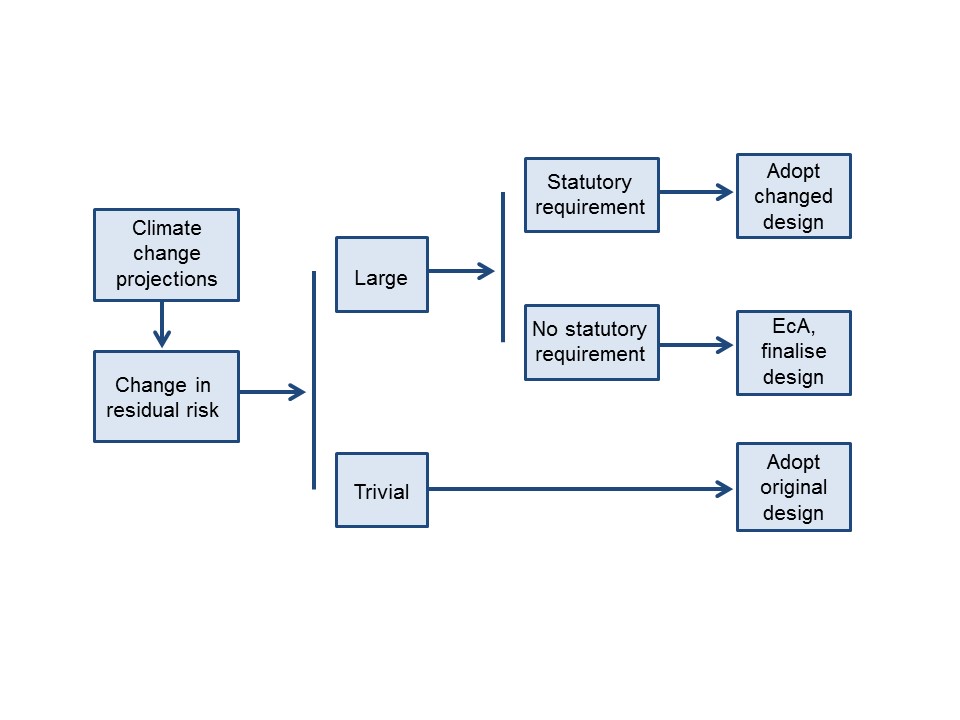 Climate
change
projections
Change in
residual risk
Large
Trivial
Statutory
requirement
No statutory
requirement
Adopt
changed
design
EcA,
finalise
design
Adopt
original
design